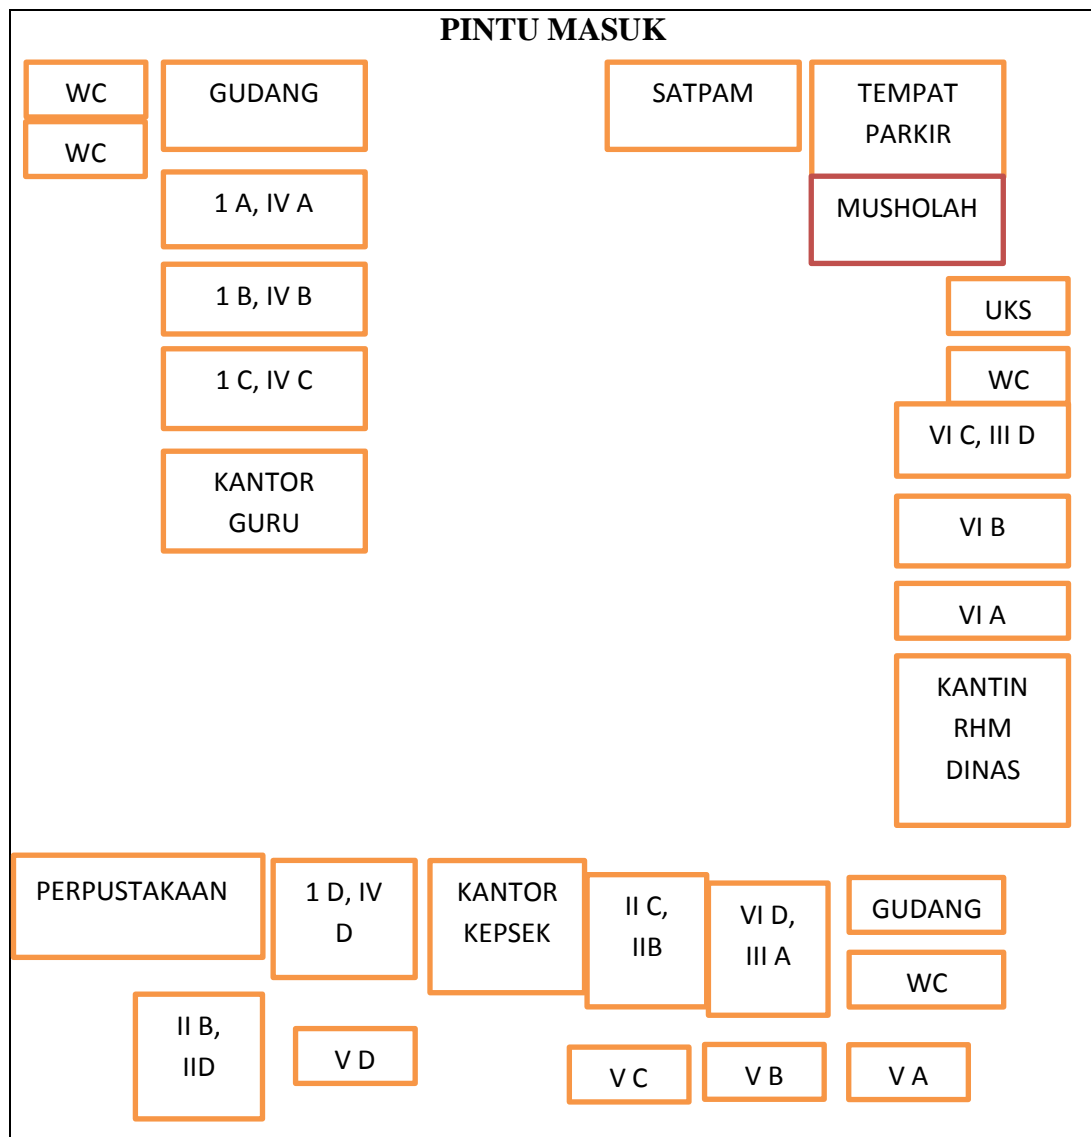 PINTU MASUK
WC
WC
GUDANG
SATPAM
TEMPAT
PARKIR
MUSHOLAH
1 A, IV A
1 B, IV B
1 C, IV C
KANTOR
GURU
UKS
WC
VI C, III D
VI B
VI A
KANTIN
RHM
DINAS
PERPUSTAKAAN
1 D, IV
D
KANTOR
KEPSEK
II C,
IIB
VI D,
III A
GUDANG
WC
II B,
IID
V D
V C
V B
V A